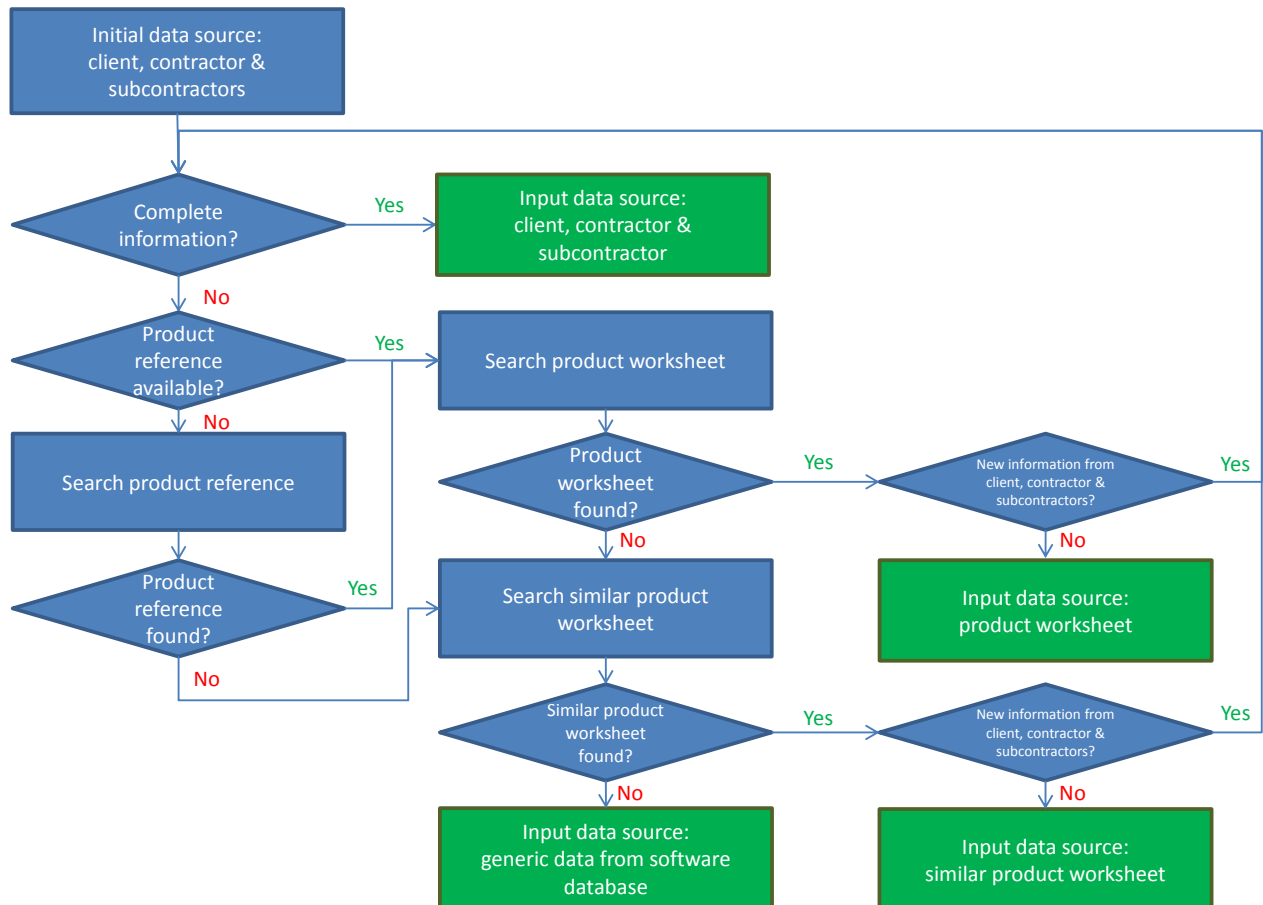 Initial data source:
client, contractor &
subcontractors
Complete
information?
Yes
Input data source:
client, contractor &
subcontractor
No
Product
reference
available?
Yes
Search product worksheet
No
Search product reference
Product
worksheet
found?
Yes
New information from
client, contractor &
subcontractors?
Yes
No
No
Product
reference
found?
Yes
Search similar product
worksheet
Input data source:
product worksheet
No
Similar product
worksheet
found?
Yes
New information from
client, contractor &
subcontractors?
Yes
No
No
Input data source:
generic data from software
database
Input data source:
similar product worksheet